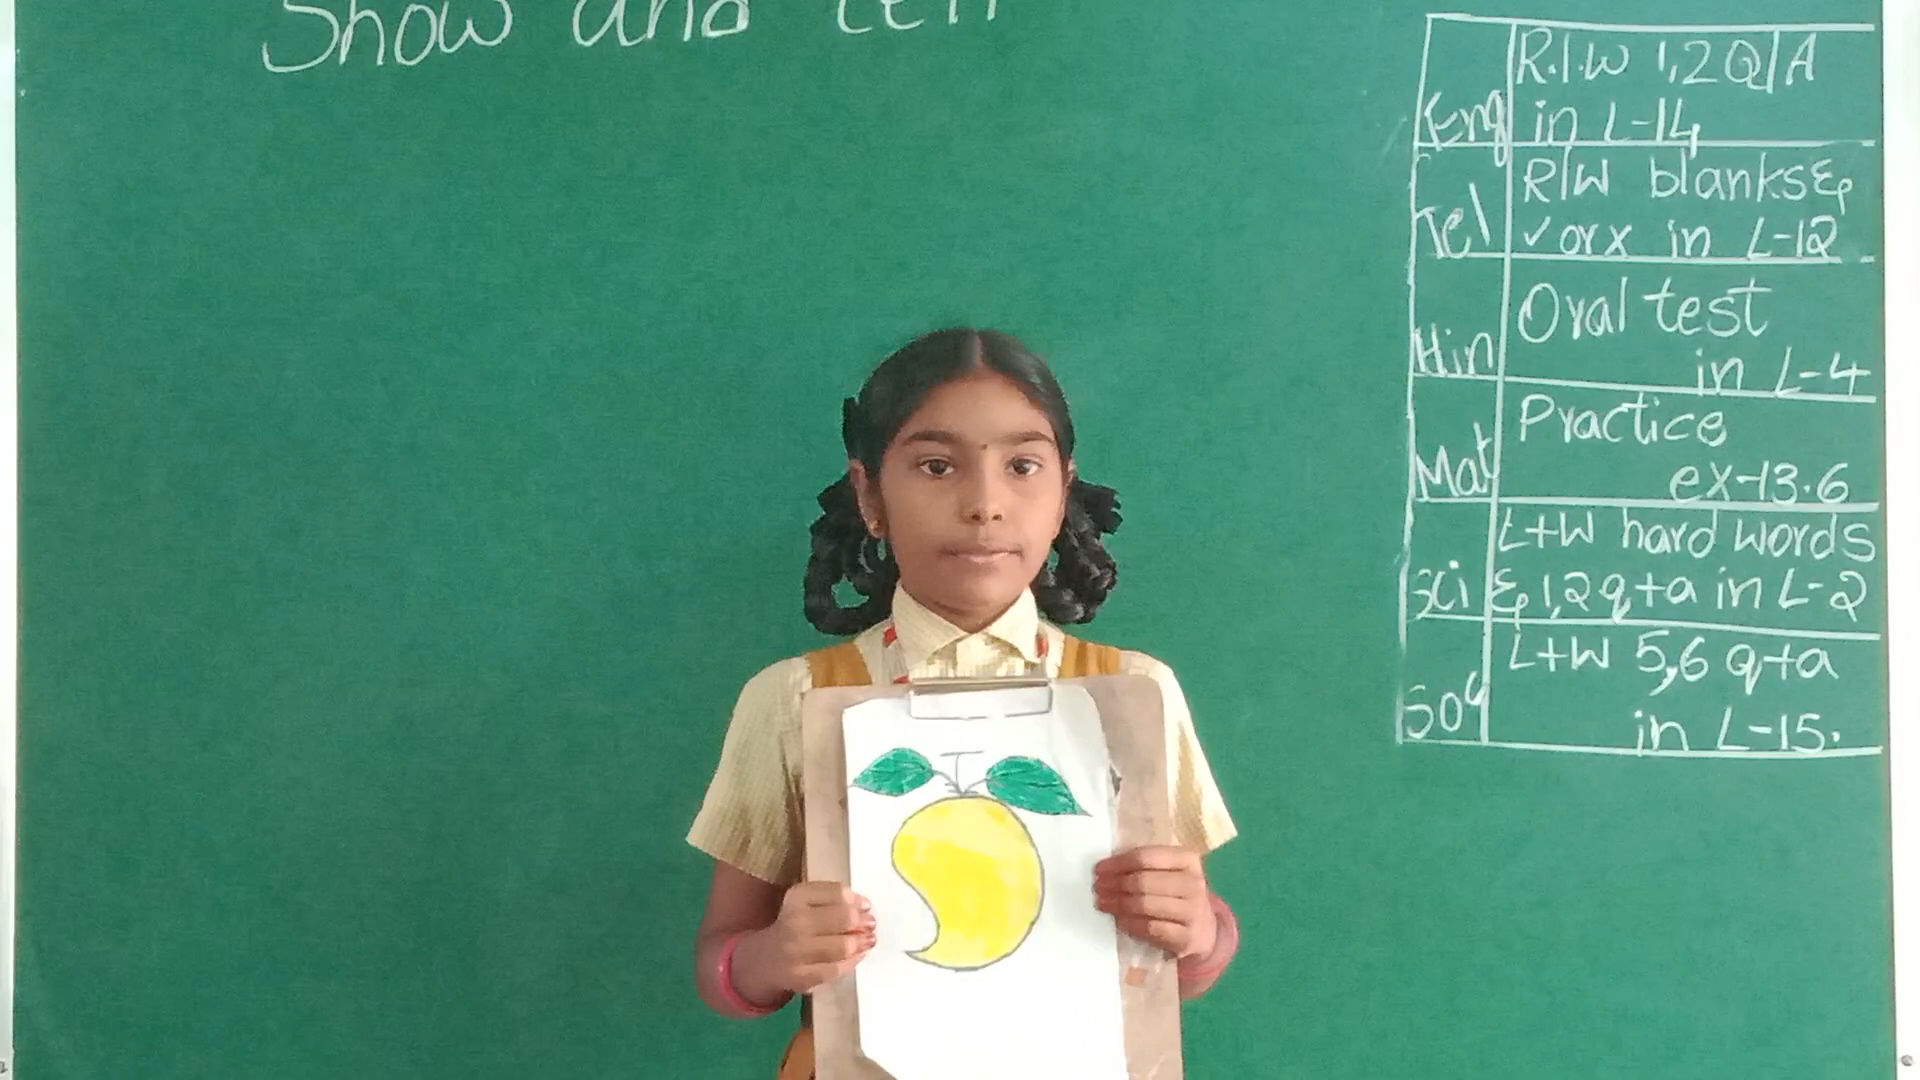 Show and tell
R.I.W 1,2 Q/A
Eng in L-14
R/W blanks &
Tel ✓ or x in L-12
Oral test
Hin in L-4
Practice
Mat ex-13.6
L+W hard words
Sci & 1,2 q+a in L-2
L+W 5,6 q+a
Soc in L-15.